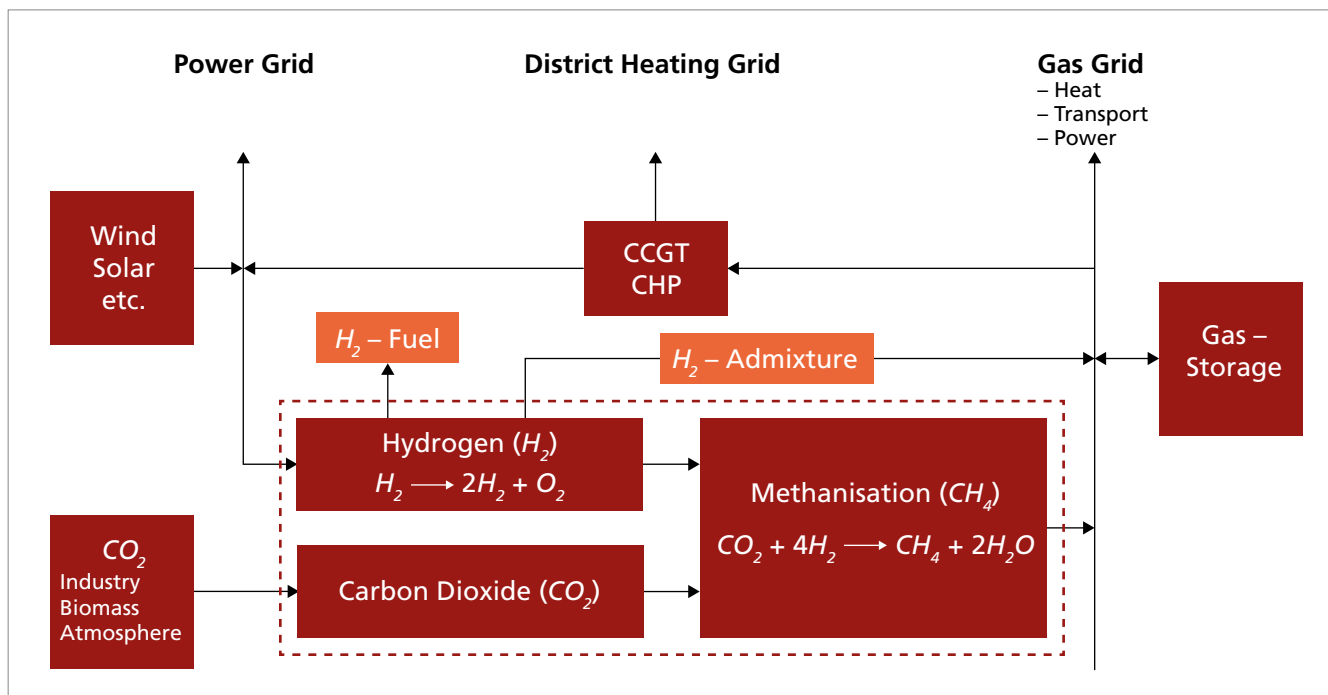 Power Grid
District Heating Grid
Gas Grid
– Heat
– Transport
– Power
Wind
Solar
etc.
CCGT
CHP
H₂ – Fuel
H₂ – Admixture
Gas –
Storage
Hydrogen (H₂)
H₂ ⟶ 2H₂ + O₂
Methanisation (CH₄)
CO₂ + 4H₂ ⟶ CH₄ + 2H₂O
CO₂
Industry
Biomass
Atmosphere
Carbon Dioxide (CO₂)